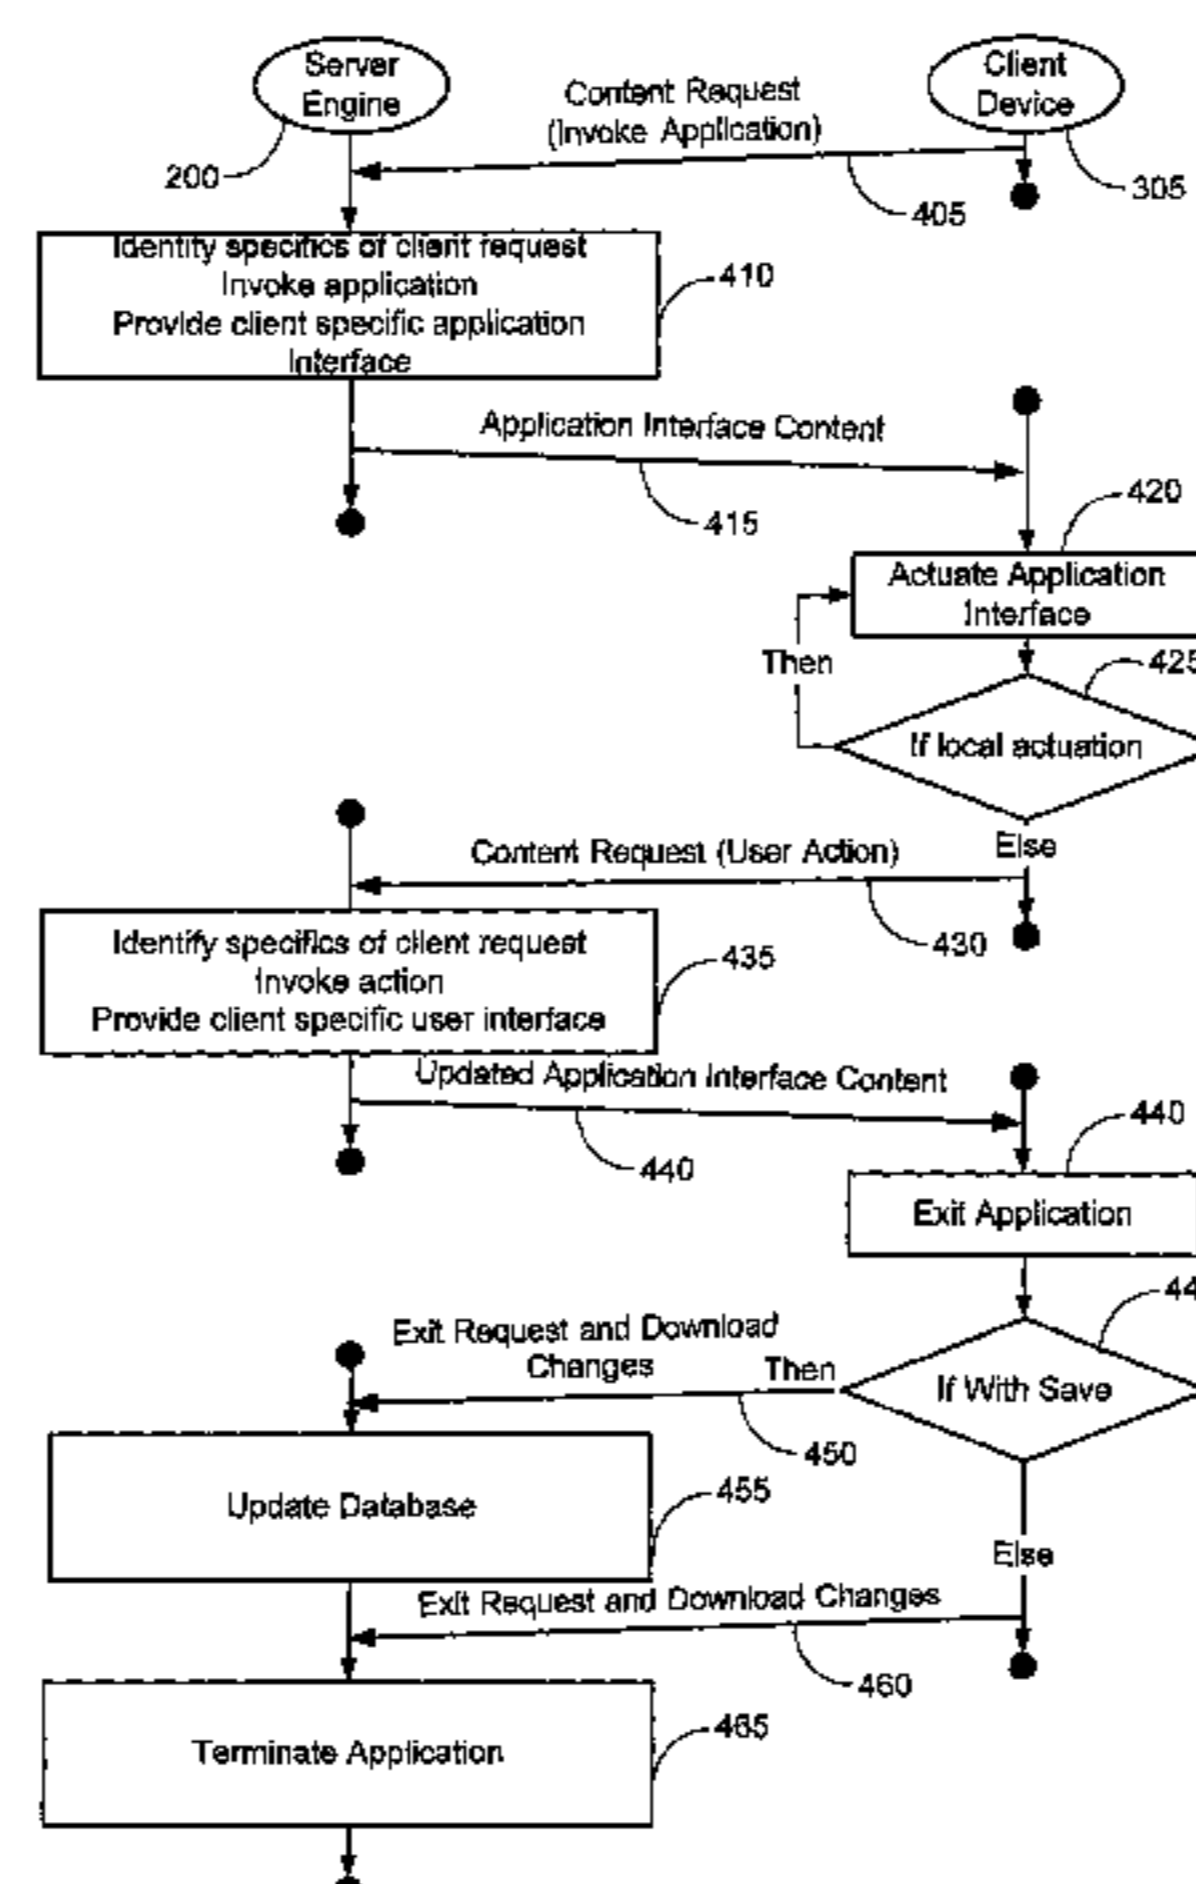 Server
Engine
Client
Device
Content Request
(Invoke Application)
200
305
405
Identify specifics of client request
Invoke application
Provide client specific application
Interface
410
Application Interface Content
415
420
Actuate Application
Interface
Then
425
If local actuation
Else
Content Request (User Action)
430
Identify specifics of client request
Invoke action
Provide client specific user interface
435
Updated Application Interface Content
440
440
Exit Application
44
Exit Request and Download
Changes
Then
If With Save
450
Update Database
455
Else
Exit Request and Download Changes
460
Terminate Application
465